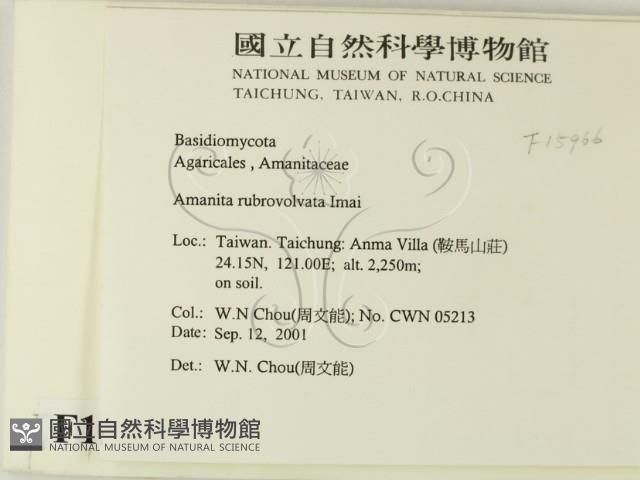 國立自然科學博物館
NATIONAL MUSEUM OF NATURAL SCIENCE
TAICHUNG, TAIWAN, R.O.CHINA
F15966
Basidiomycota
Agaricales , Amanitaceae
Amanita rubrovolvata Imai
Loc.: Taiwan. Taichung: Anma Villa (鞍馬山莊)
24.15N, 121.00E; alt. 2,250m;
on soil.
Col.: W.N Chou(周文能); No. CWN 05213
Date: Sep. 12, 2001
Det.: W.N. Chou(周文能)
F1
國立自然科學博物館
NATIONAL MUSEUM OF NATURAL SCIENCE